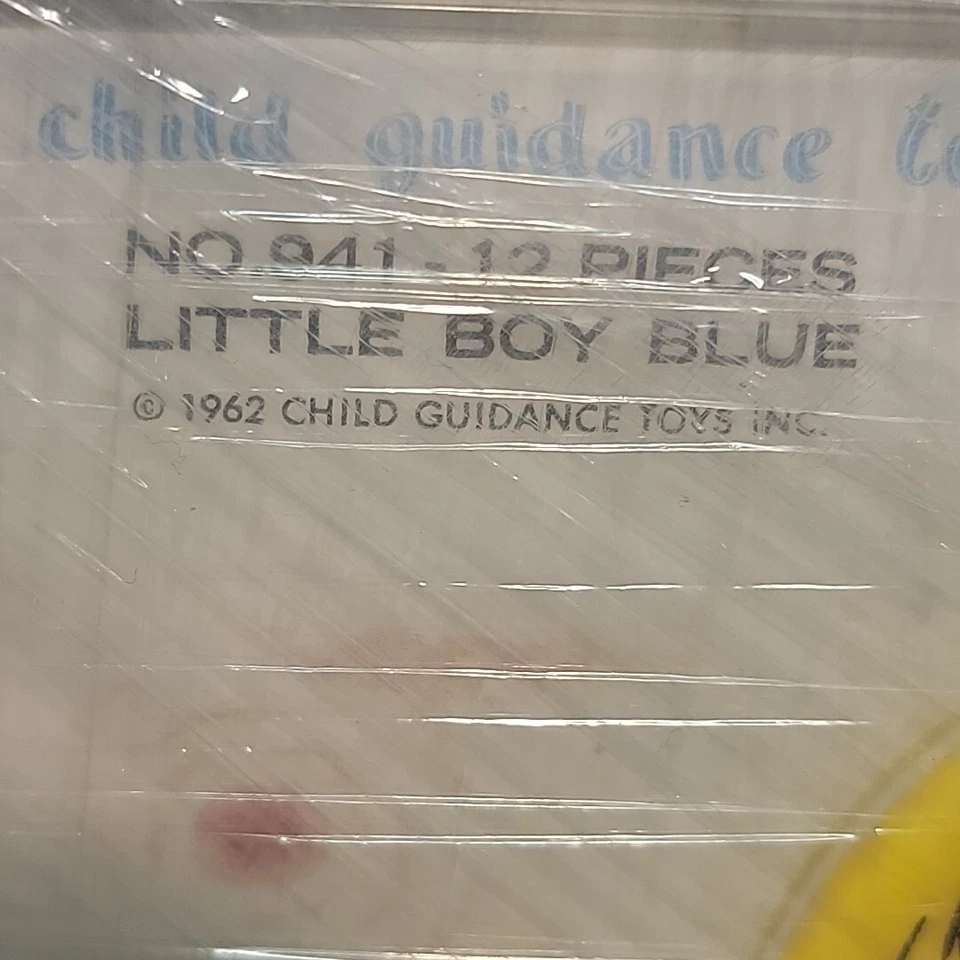 child guidance
NO.941 - 12 PIECES
LITTLE BOY BLUE
© 1962 CHILD GUIDANCE TOYS INC.